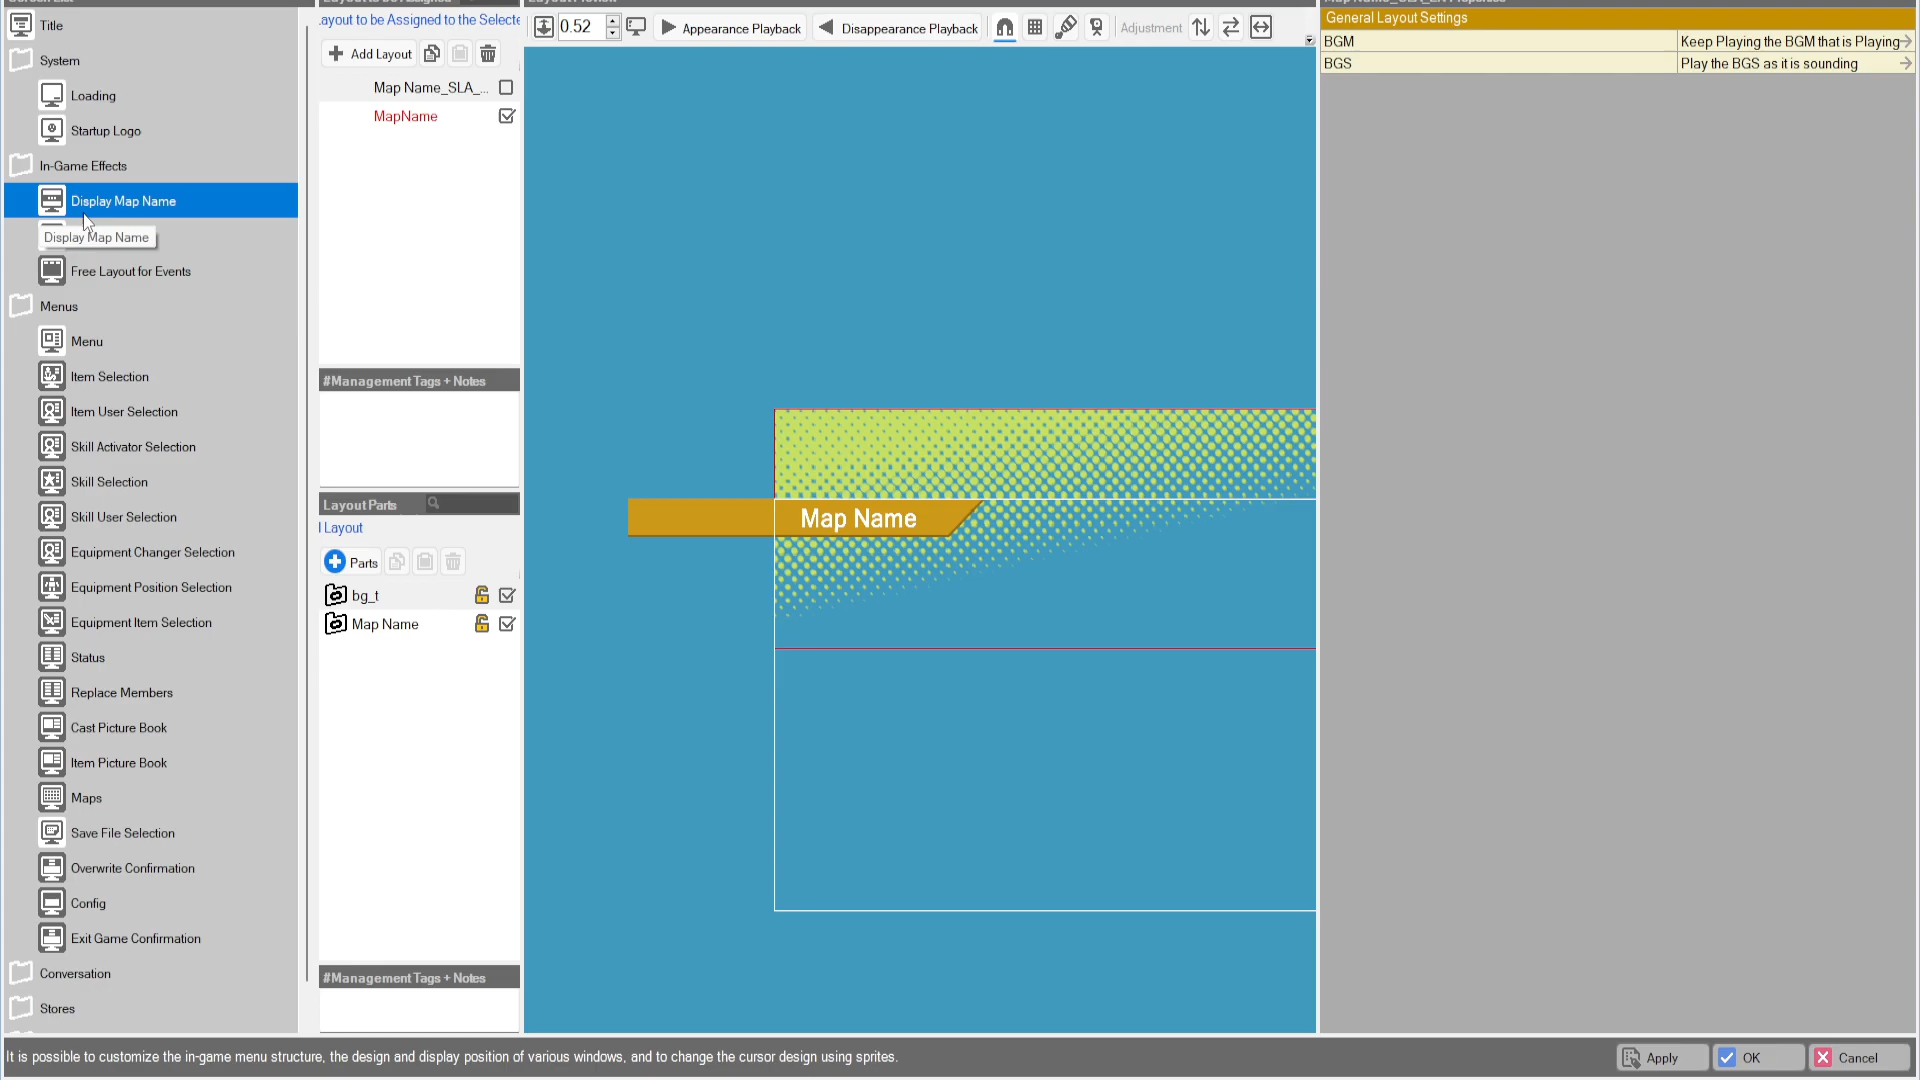 Title
System
Loading
Startup Logo
In-Game Effects
Display Map Name
Display Map Name
Free Layout for Events
Menus
Menu
Item Selection
Item User Selection
Skill Activator Selection
Skill Selection
Skill User Selection
Equipment Changer Selection
Equipment Position Selection
Equipment Item Selection
Status
Replace Members
Cast Picture Book
Item Picture Book
Maps
Save File Selection
Overwrite Confirmation
Config
Exit Game Confirmation
Conversation
Stores
ayout to be Assigned to the Selecte
Add Layout
Map Name_SLA_...
MapName
#Management Tags + Notes
Layout Parts
l Layout
Parts
bg_t
Map Name
#Management Tags + Notes
0.52
Appearance Playback
Disappearance Playback
Adjustment
Map Name
General Layout Settings
BGM Keep Playing the BGM that is Playing
BGS Play the BGS as it is sounding
It is possible to customize the in-game menu structure, the design and display position of various windows, and to change the cursor design using sprites.
Apply
OK
Cancel